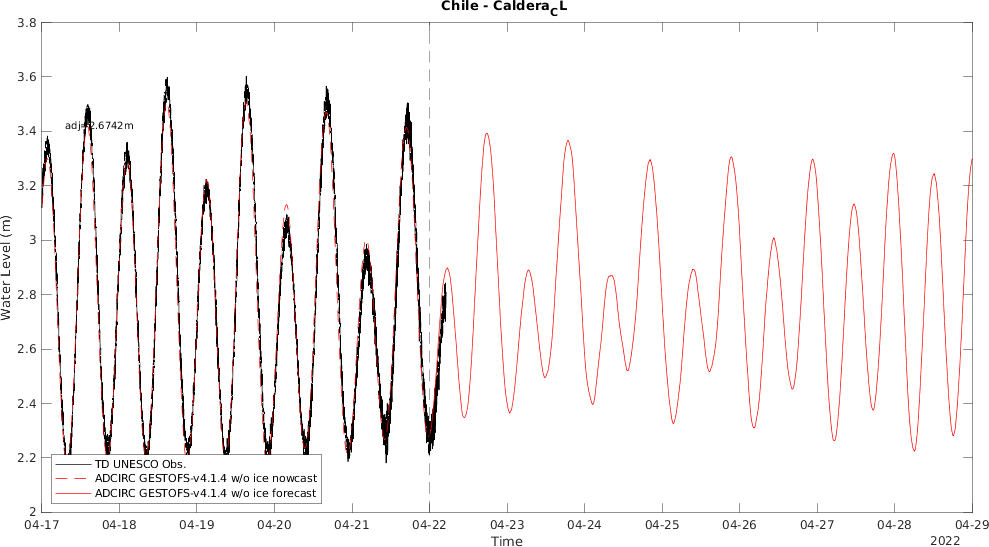 Chile - Caldera_CL
3.8
3.6
3.4
3.2
3
2.8
2.6
2.4
2.2
2
Water Level (m)
adj=2.6742m
TD UNESCO Obs.
ADCIRC GESTOFS-v4.1.4 w/o ice nowcast
ADCIRC GESTOFS-v4.1.4 w/o ice forecast
04-17 04-18 04-19 04-20 04-21 04-22 04-23 04-24 04-25 04-26 04-27 04-28 04-29
Time
2022